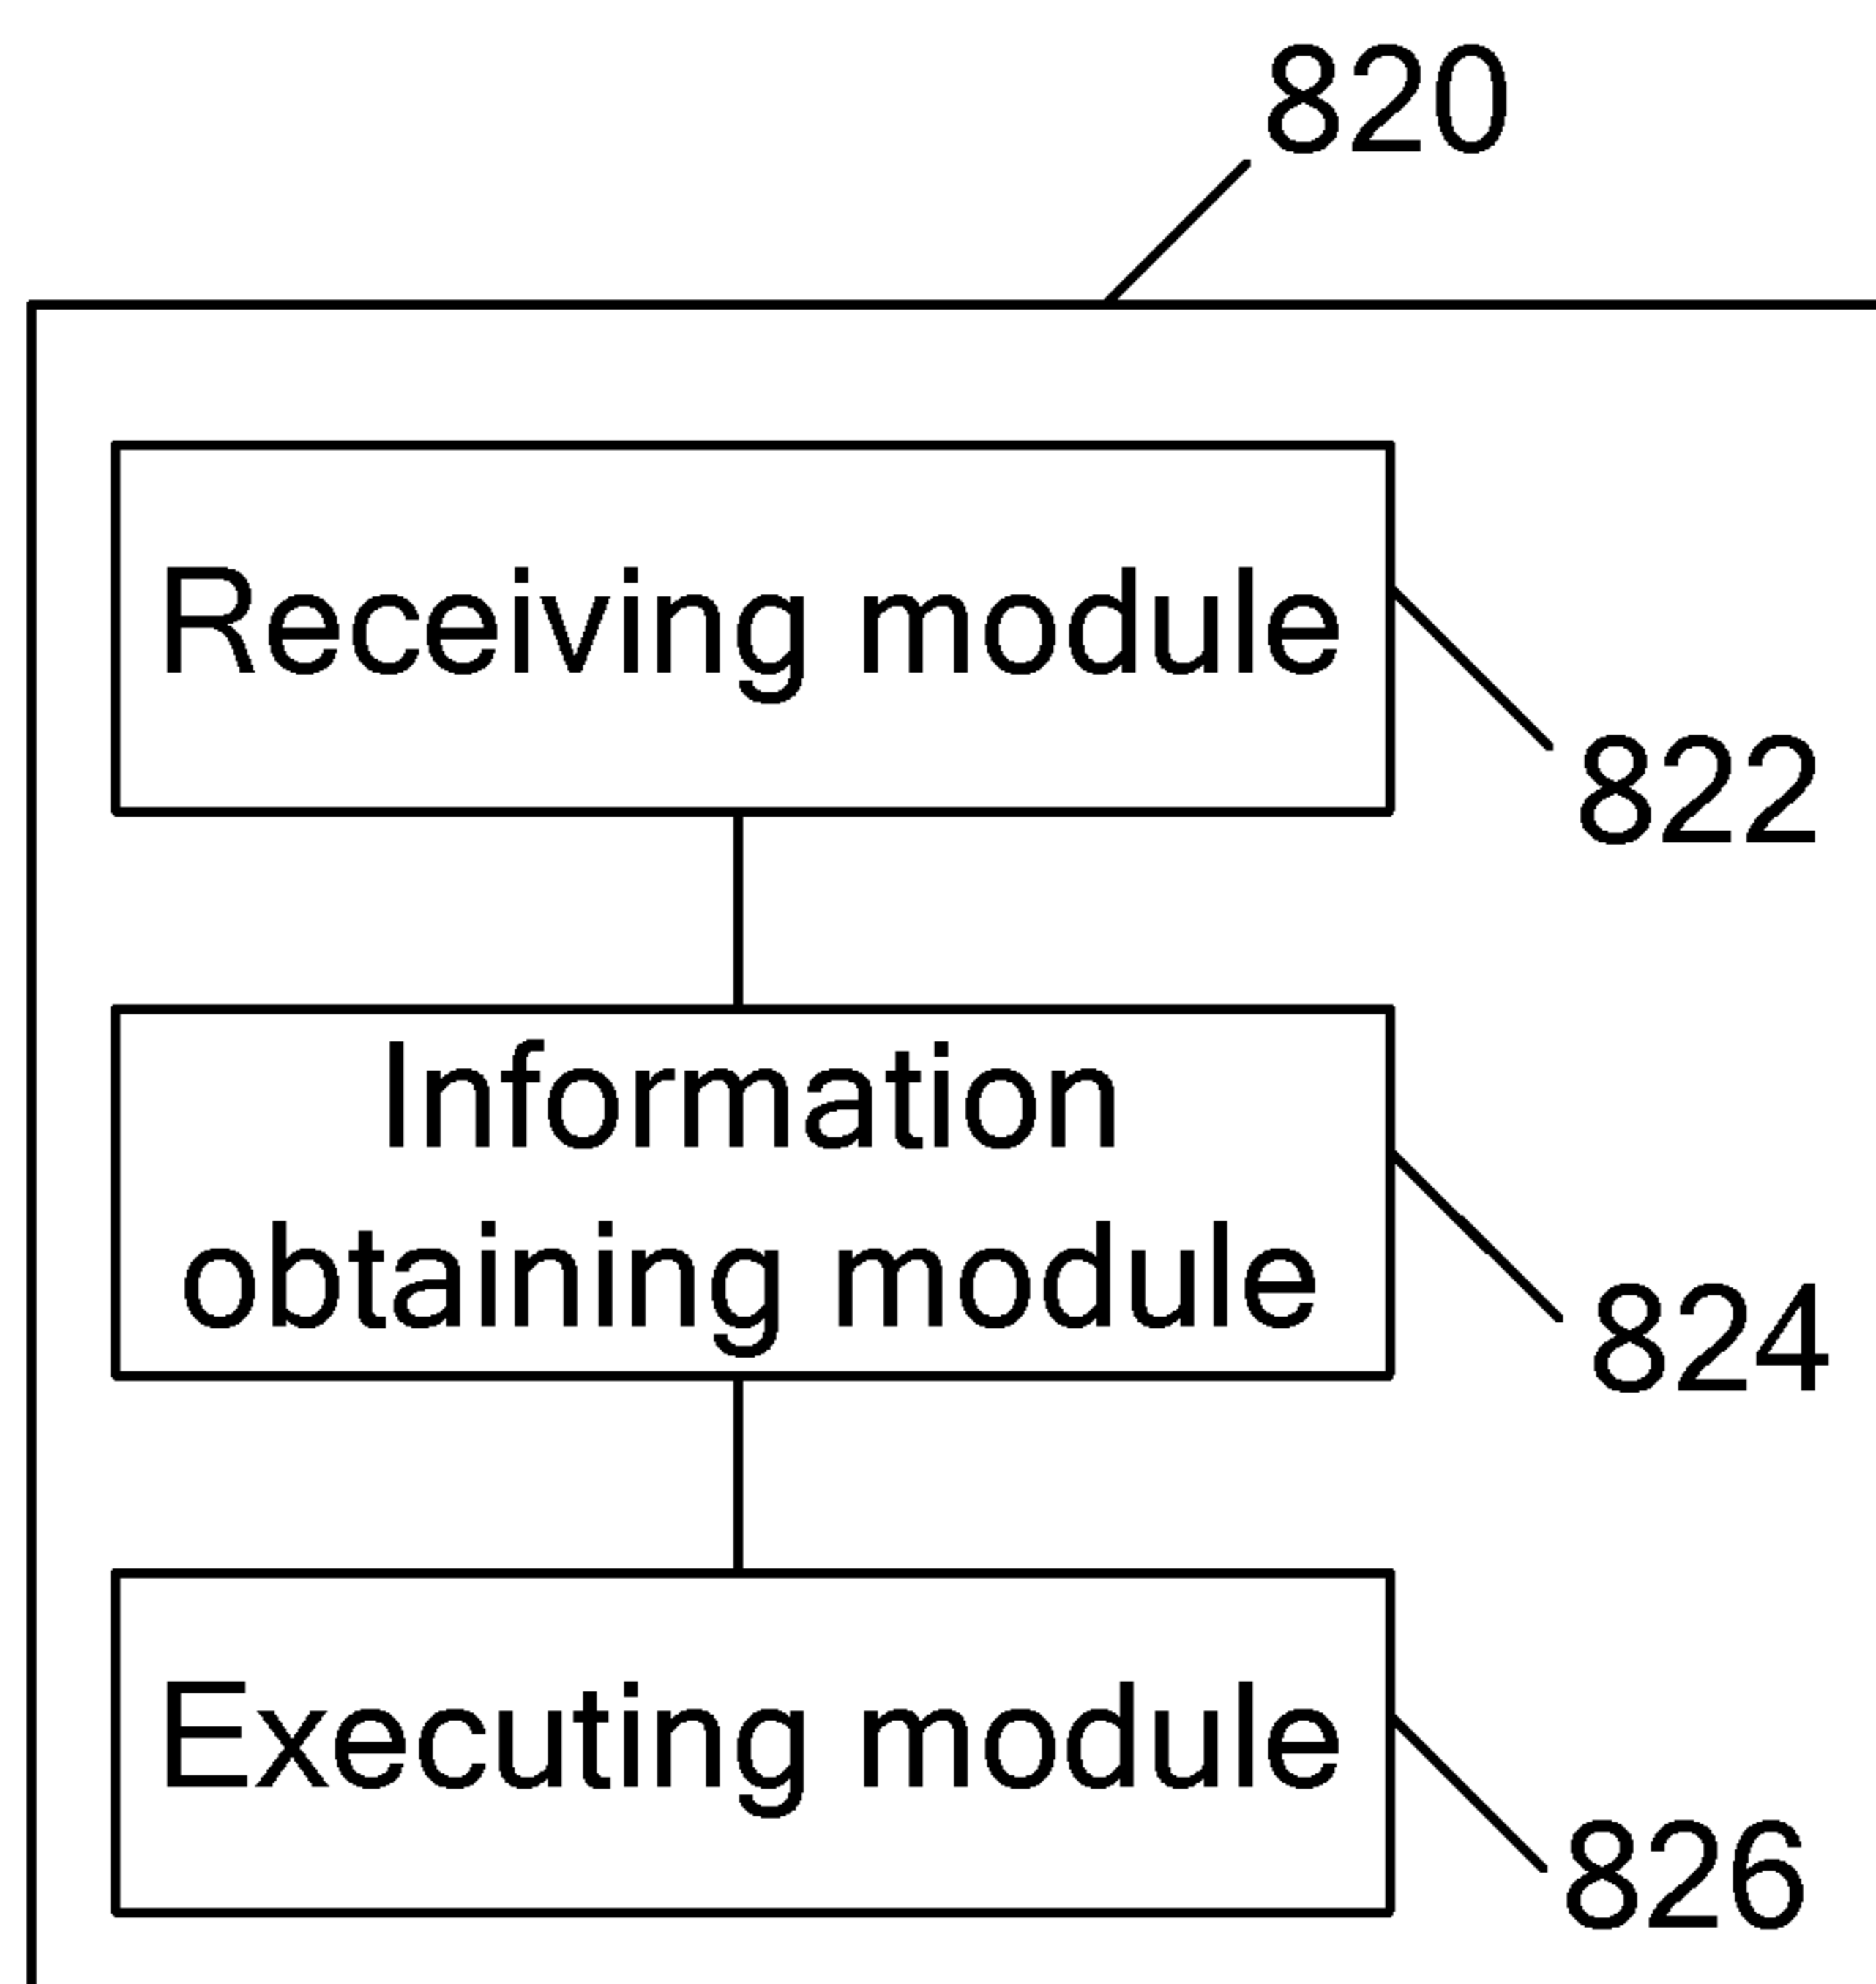 820
Receiving module
822
Information
obtaining module
824
Executing module
826